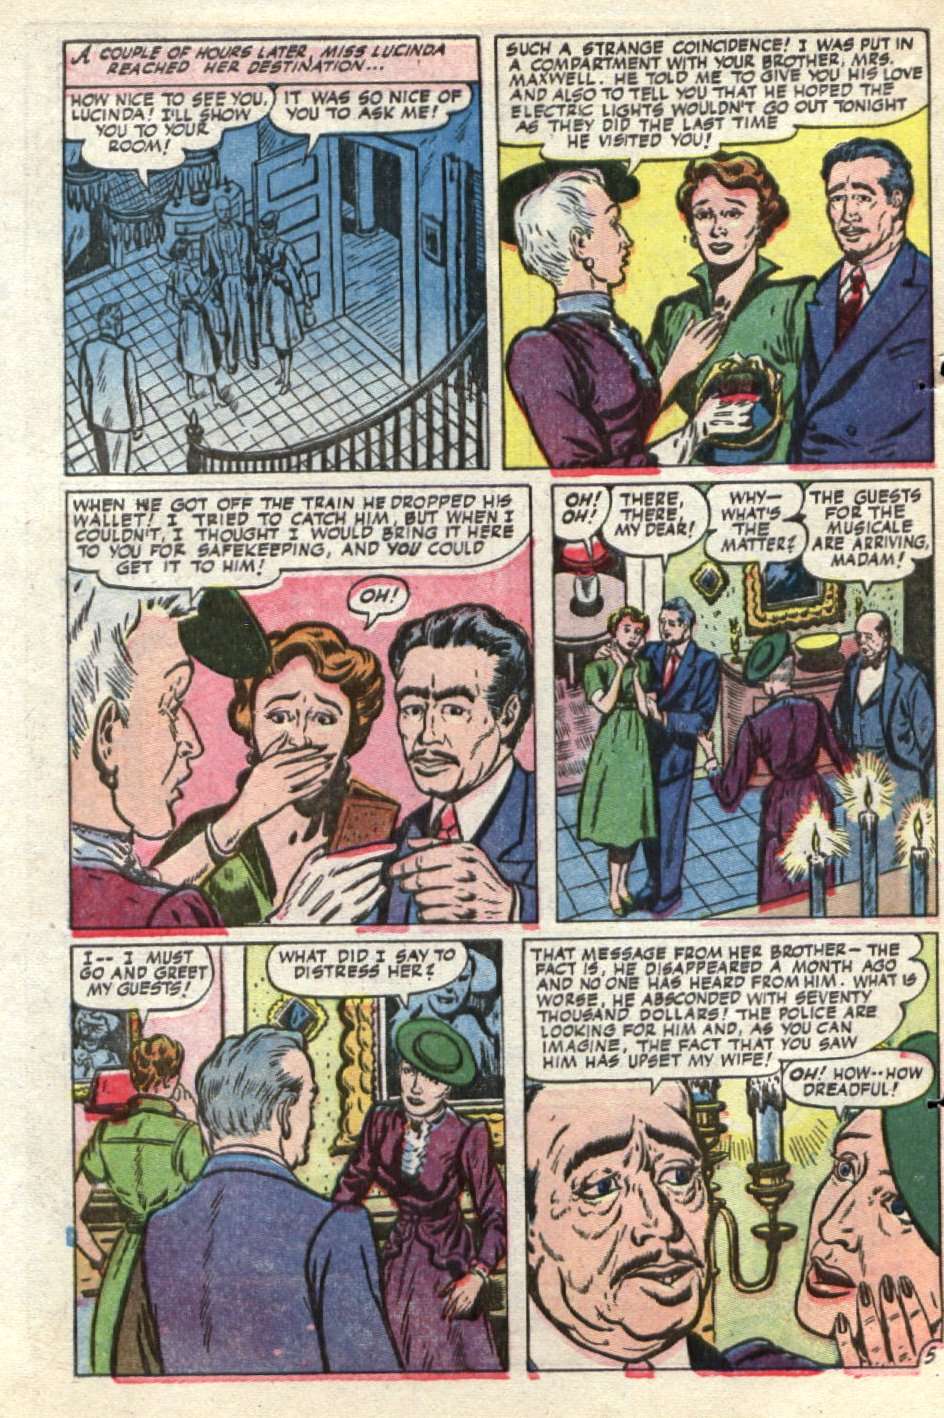 A COUPLE OF HOURS LATER, MISS LUCINDA
REACHED HER DESTINATION...
HOW NICE TO SEE YOU,
LUCINDA! I'LL SHOW
YOU TO YOUR
ROOM!
IT WAS SO NICE OF
YOU TO ASK ME!
SUCH A STRANGE COINCIDENCE! I WAS PUT IN
A COMPARTMENT WITH YOUR BROTHER, MRS.
MAXWELL. HE TOLD ME TO GIVE YOU HIS LOVE
AND ALSO TO TELL YOU THAT HE HOPED THE
ELECTRIC LIGHTS WOULDN'T GO OUT TONIGHT
AS THEY DID THE LAST TIME
HE VISITED YOU!
WHEN WE GOT OFF THE TRAIN HE DROPPED HIS
WALLET! I TRIED TO CATCH HIM, BUT WHEN I
COULDN'T, I THOUGHT I WOULD BRING IT HERE
TO YOU FOR SAFEKEEPING, AND YOU COULD
GET IT TO HIM!
OH!
OH!
OH!
THERE,
THERE,
MY DEAR!
WHY—
WHAT'S
THE
MATTER?
THE GUESTS
FOR THE
MUSICALE
ARE ARRIVING,
MADAM!
I-- I MUST
GO AND GREET
MY GUESTS!
WHAT DID I SAY TO
DISTRESS HER?
THAT MESSAGE FROM HER BROTHER— THE
FACT IS, HE DISAPPEARED A MONTH AGO
AND NO ONE HAS HEARD FROM HIM. WHAT IS
WORSE, HE ABSCONDED WITH SEVENTY
THOUSAND DOLLARS! THE POLICE ARE
LOOKING FOR HIM AND, AS YOU CAN
IMAGINE, THE FACT THAT YOU SAW
HIM HAS UPSET MY WIFE!
OH! HOW--HOW
DREADFUL!
5